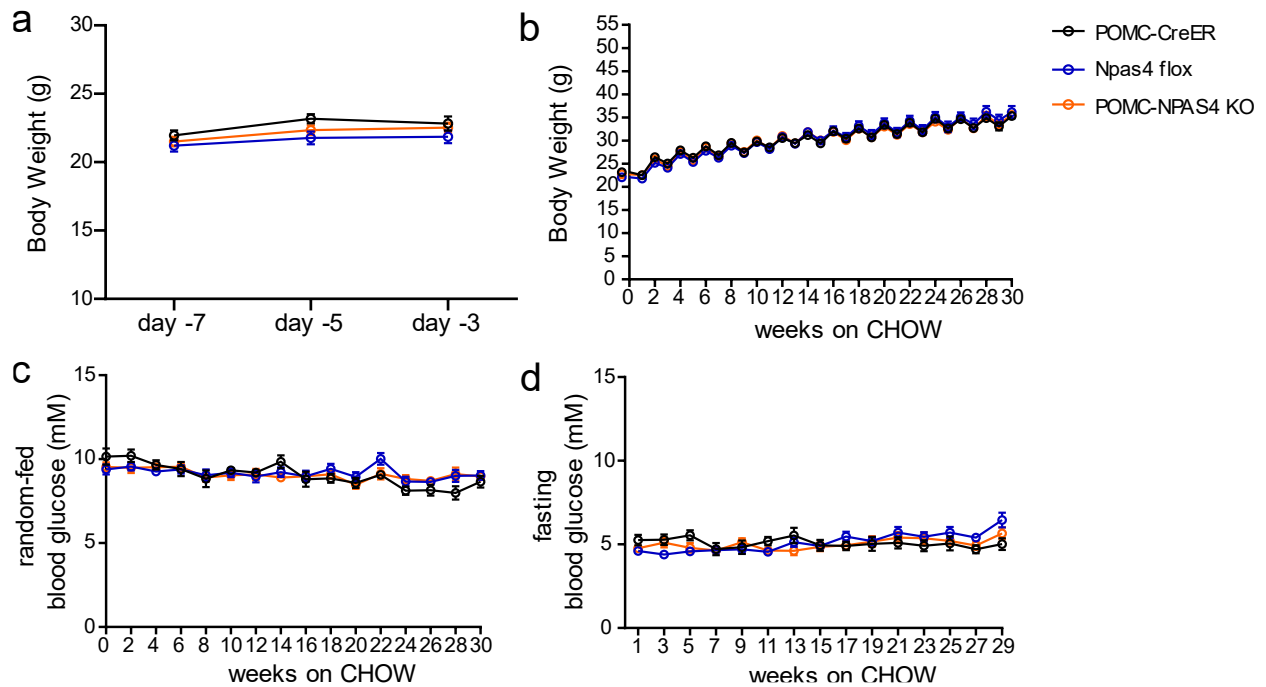 a
30
25
20
15
10
Body Weight (g)
day -7 day -5 day -3
b
55
50
45
40
35
30
25
20
15
10
5
0
Body Weight (g)
0 2 4 6 8 10 12 14 16 18 20 22 24 26 28 30
weeks on CHOW
POMC-CreER
Npas4 flox
POMC-NPAS4 KO
c
15
10
5
0
random-fed
blood glucose (mM)
0 2 4 6 8 10 12 14 16 18 20 22 24 26 28 30
weeks on CHOW
d
15
10
5
0
fasting
blood glucose (mM)
1 3 5 7 9 11 13 15 17 19 21 23 25 27 29
weeks on CHOW